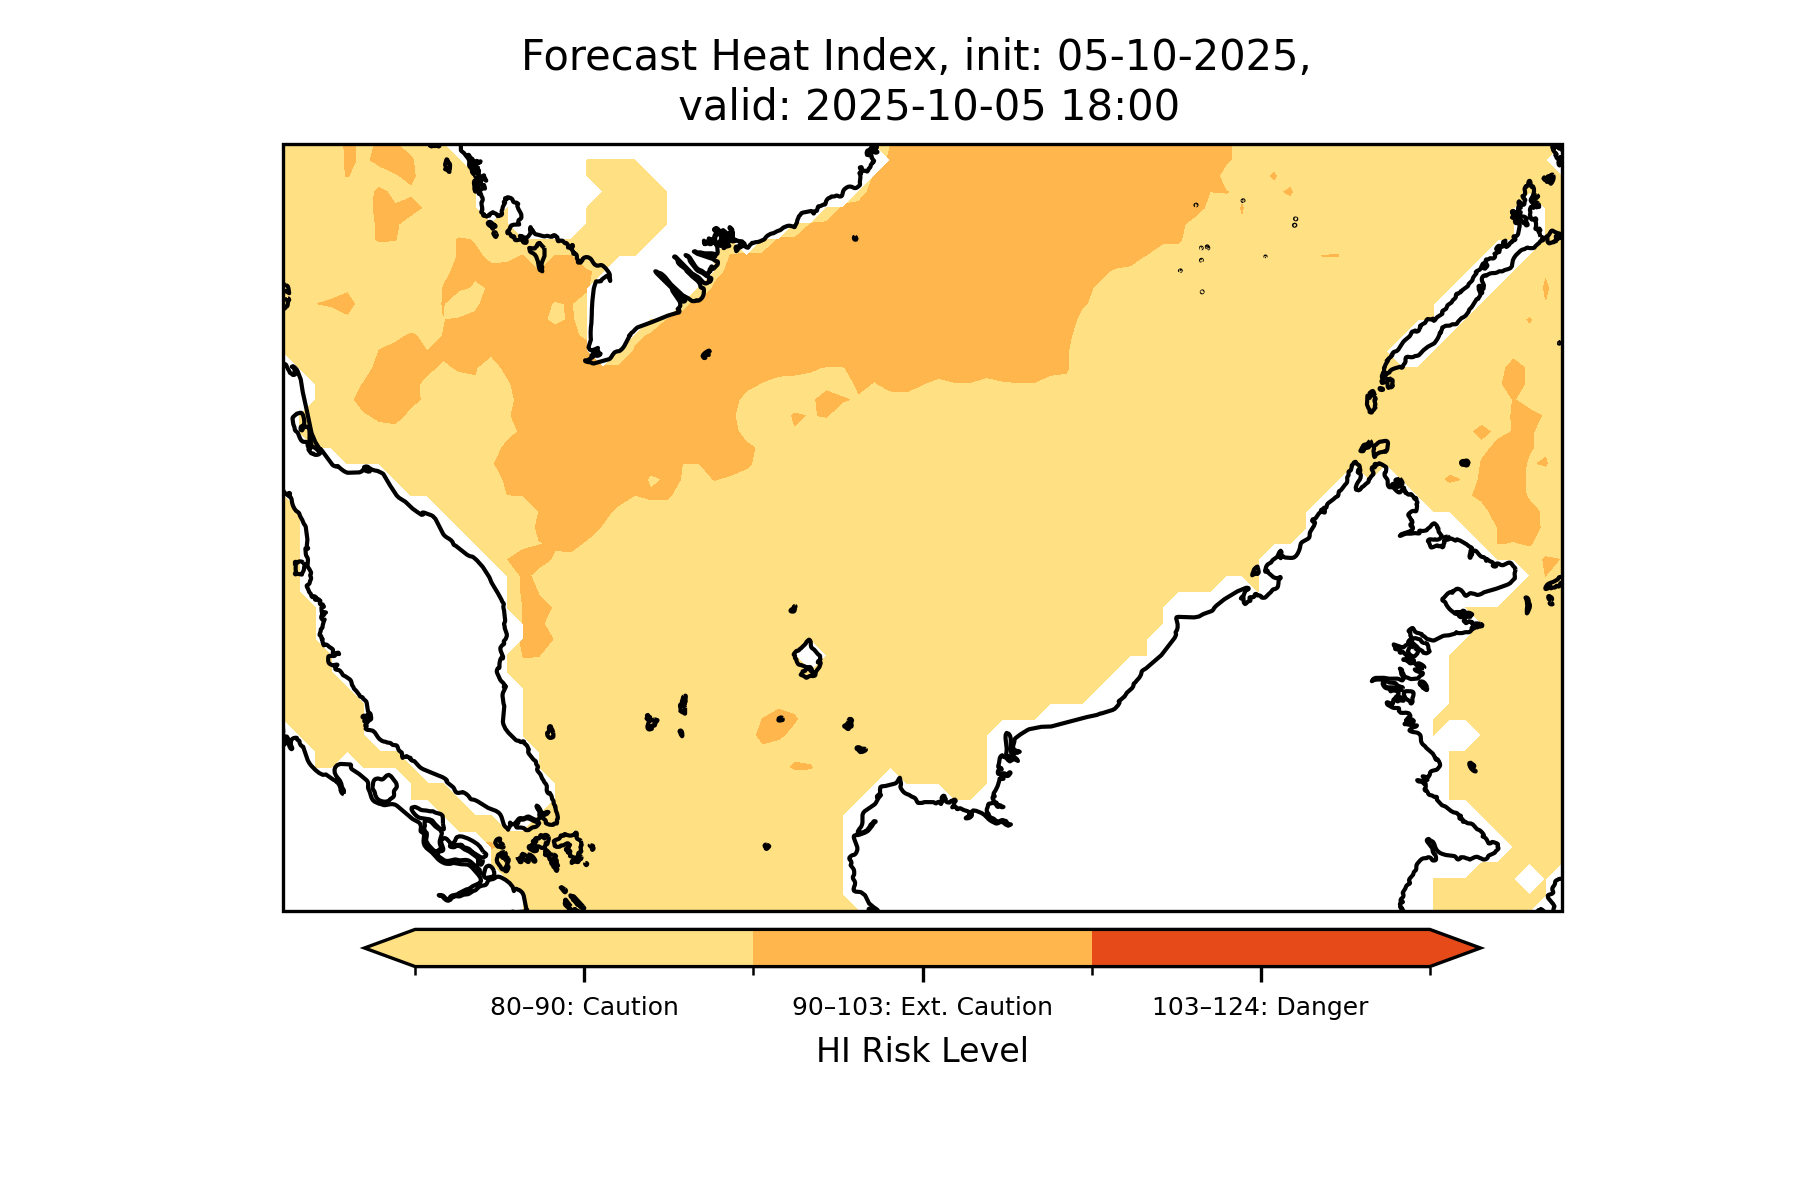 Forecast Heat Index, init: 05-10-2025,
valid: 2025-10-05 18:00
80–90: Caution
90–103: Ext. Caution
103–124: Danger
HI Risk Level